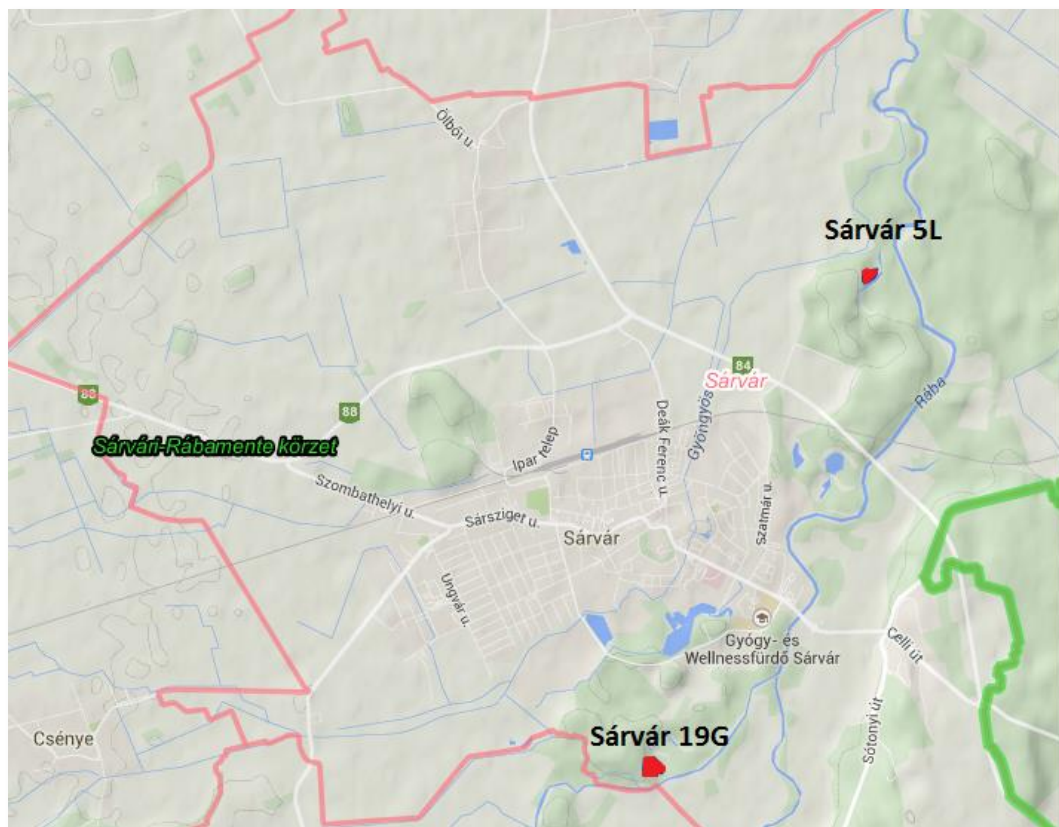 Ölbői u.
Sárvár 5L
84
Sárvár
Rába
88
88
Sárvári-Rábamente körzet
Deák Ferenc u.
Gyöngyös
Ipar telep
Szombathelyi u.
Sársziget u.
Szatmár u.
Sárvár
Ungvár u.
Gyógy- és
Wellnessfürdő Sárvár
Celli út
Sótonyi út
Csénye
Sárvár 19G